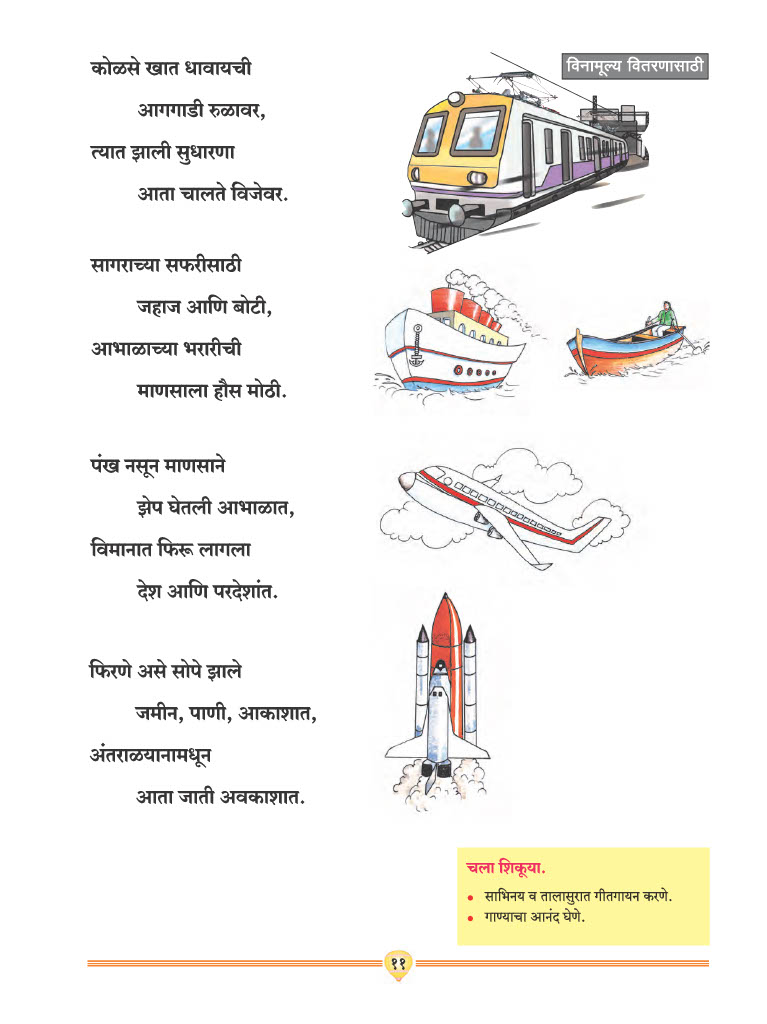 विनामूल्य वितरणासाठी
कोळसे खात धावायची
आगगाडी रुळावर,
त्यात झाली सुधारणा
आता चालते विजेवर.
सागराच्या सफरीसाठी
जहाज आणि बोटी,
आभाळाच्या भरारीची
माणसाला हौस मोठी.
पंख नसून माणसाने
झेप घेतली आभाळात,
विमानात फिरू लागला
देश आणि परदेशांत.
फिरणे असे सोपे झाले
जमीन, पाणी, आकाशात,
अंतराळयानामधून
आता जाती अवकाशात.
चला शिकूया.
• साभिनय व तालासुरात गीतगायन करणे.
• गाण्याचा आनंद घेणे.
११